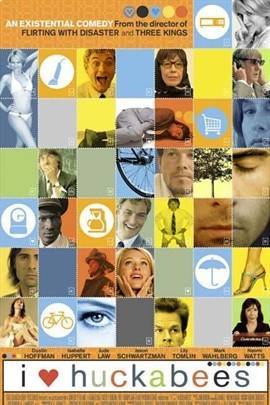 AN EXISTENTIAL COMEDY From the director of
FLIRTING WITH DISASTER and THREE KINGS
Dustin Isabelle Jude Jason Lily Mark Naomi
HOFFMAN HUPPERT LAW SCHWARTZMAN TOMLIN WAHLBERG WATTS
i ♥ huckabees